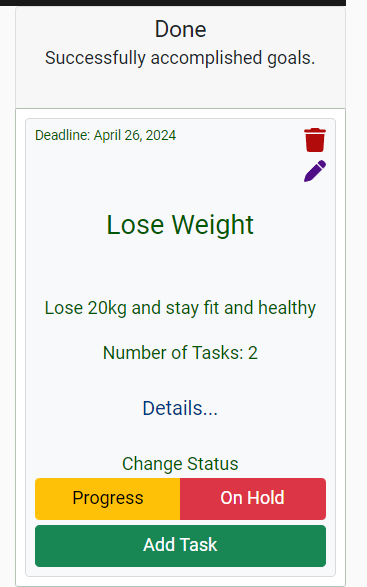 Done
Successfully accomplished goals.
Deadline: April 26, 2024
Lose Weight
Lose 20kg and stay fit and healthy
Number of Tasks: 2
Details...
Change Status
Progress On Hold
Add Task